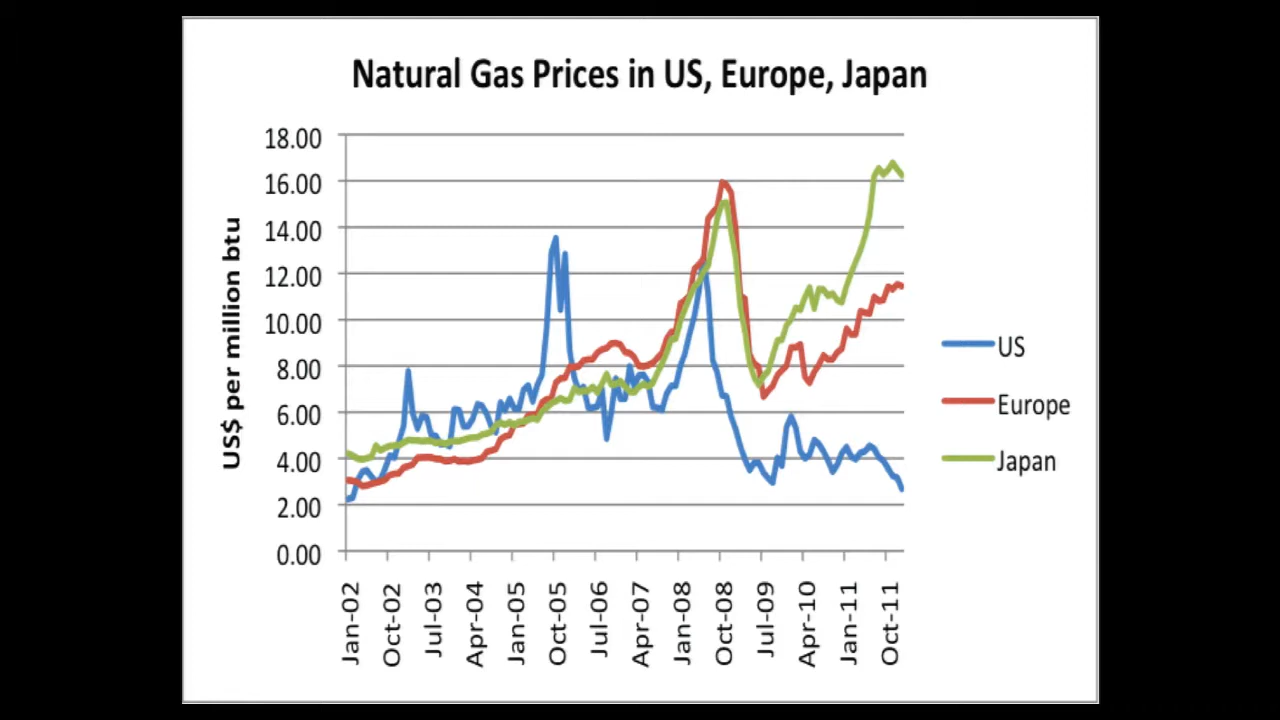 Natural Gas Prices in US, Europe, Japan
US$ per million btu
18.00
16.00
14.00
12.00
10.00
8.00
6.00
4.00
2.00
0.00
Jan-02
Oct-02
Jul-03
Apr-04
Jan-05
Oct-05
Jul-06
Apr-07
Jan-08
Oct-08
Jul-09
Apr-10
Jan-11
Oct-11
US
Europe
Japan